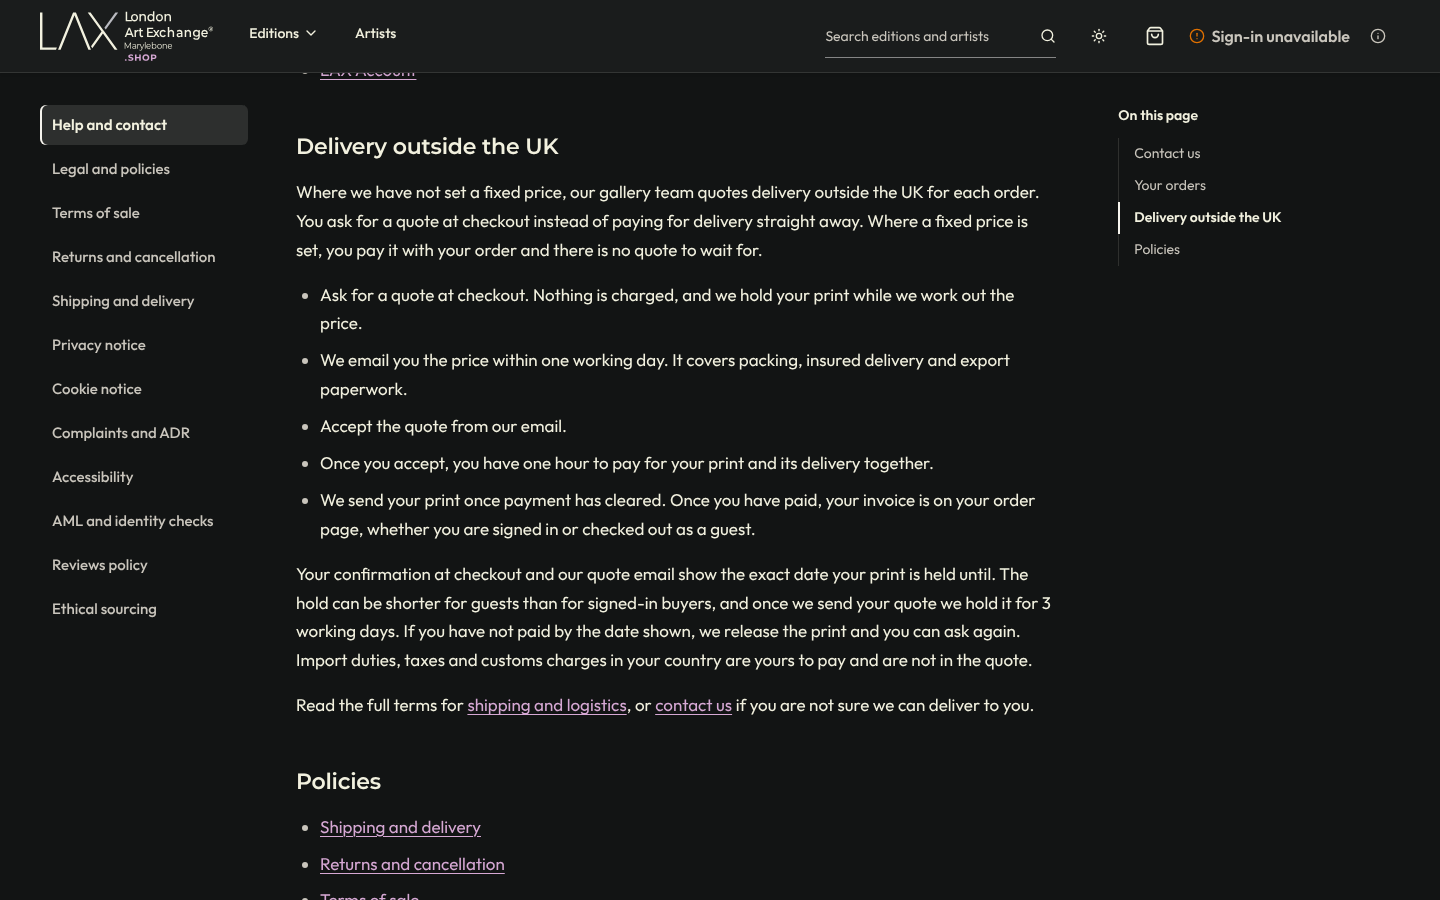 London
Art Exchange®
Marylebone
.SHOP
Editions
Artists
Search editions and artists
Sign-in unavailable
LAX Account
Help and contact
Legal and policies
Terms of sale
Returns and cancellation
Shipping and delivery
Privacy notice
Cookie notice
Complaints and ADR
Accessibility
AML and identity checks
Reviews policy
Ethical sourcing
Delivery outside the UK
Where we have not set a fixed price, our gallery team quotes delivery outside the UK for each order.
You ask for a quote at checkout instead of paying for delivery straight away. Where a fixed price is
set, you pay it with your order and there is no quote to wait for.
Ask for a quote at checkout. Nothing is charged, and we hold your print while we work out the
price.
We email you the price within one working day. It covers packing, insured delivery and export
paperwork.
Accept the quote from our email.
Once you accept, you have one hour to pay for your print and its delivery together.
We send your print once payment has cleared. Once you have paid, your invoice is on your order
page, whether you are signed in or checked out as a guest.
Your confirmation at checkout and our quote email show the exact date your print is held until. The
hold can be shorter for guests than for signed-in buyers, and once we send your quote we hold it for 3
working days. If you have not paid by the date shown, we release the print and you can ask again.
Import duties, taxes and customs charges in your country are yours to pay and are not in the quote.
Read the full terms for shipping and logistics, or contact us if you are not sure we can deliver to you.
Policies
Shipping and delivery
Returns and cancellation
Terms of sale
On this page
Contact us
Your orders
Delivery outside the UK
Policies